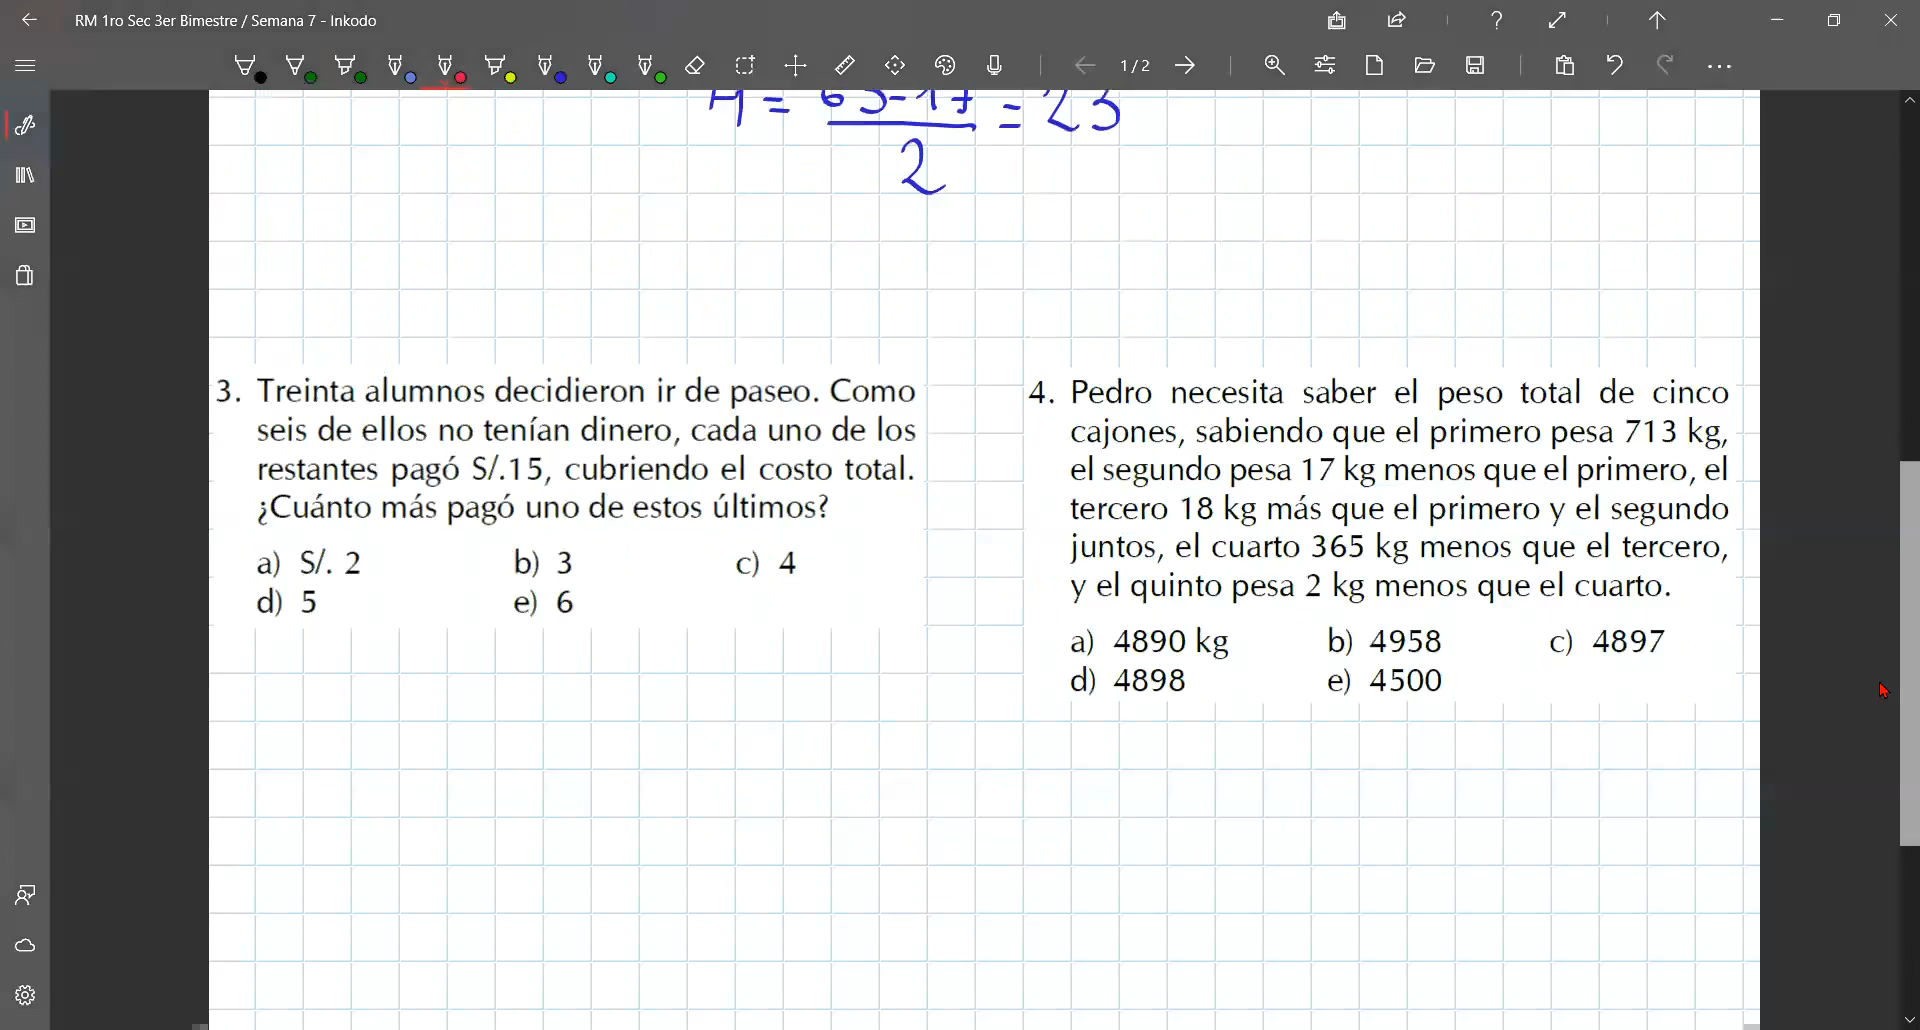 RM 1ro Sec 3er Bimestre / Semana 7 - Inkodo
1 / 2
= 63-17 = 23
2
3. Treinta alumnos decidieron ir de paseo. Como
seis de ellos no tenían dinero, cada uno de los
restantes pagó S/.15, cubriendo el costo total.
¿Cuánto más pagó uno de estos últimos?
a) S/. 2 b) 3 c) 4
d) 5 e) 6
4. Pedro necesita saber el peso total de cinco
cajones, sabiendo que el primero pesa 713 kg,
el segundo pesa 17 kg menos que el primero, el
tercero 18 kg más que el primero y el segundo
juntos, el cuarto 365 kg menos que el tercero,
y el quinto pesa 2 kg menos que el cuarto.
a) 4890 kg b) 4958 c) 4897
d) 4898 e) 4500